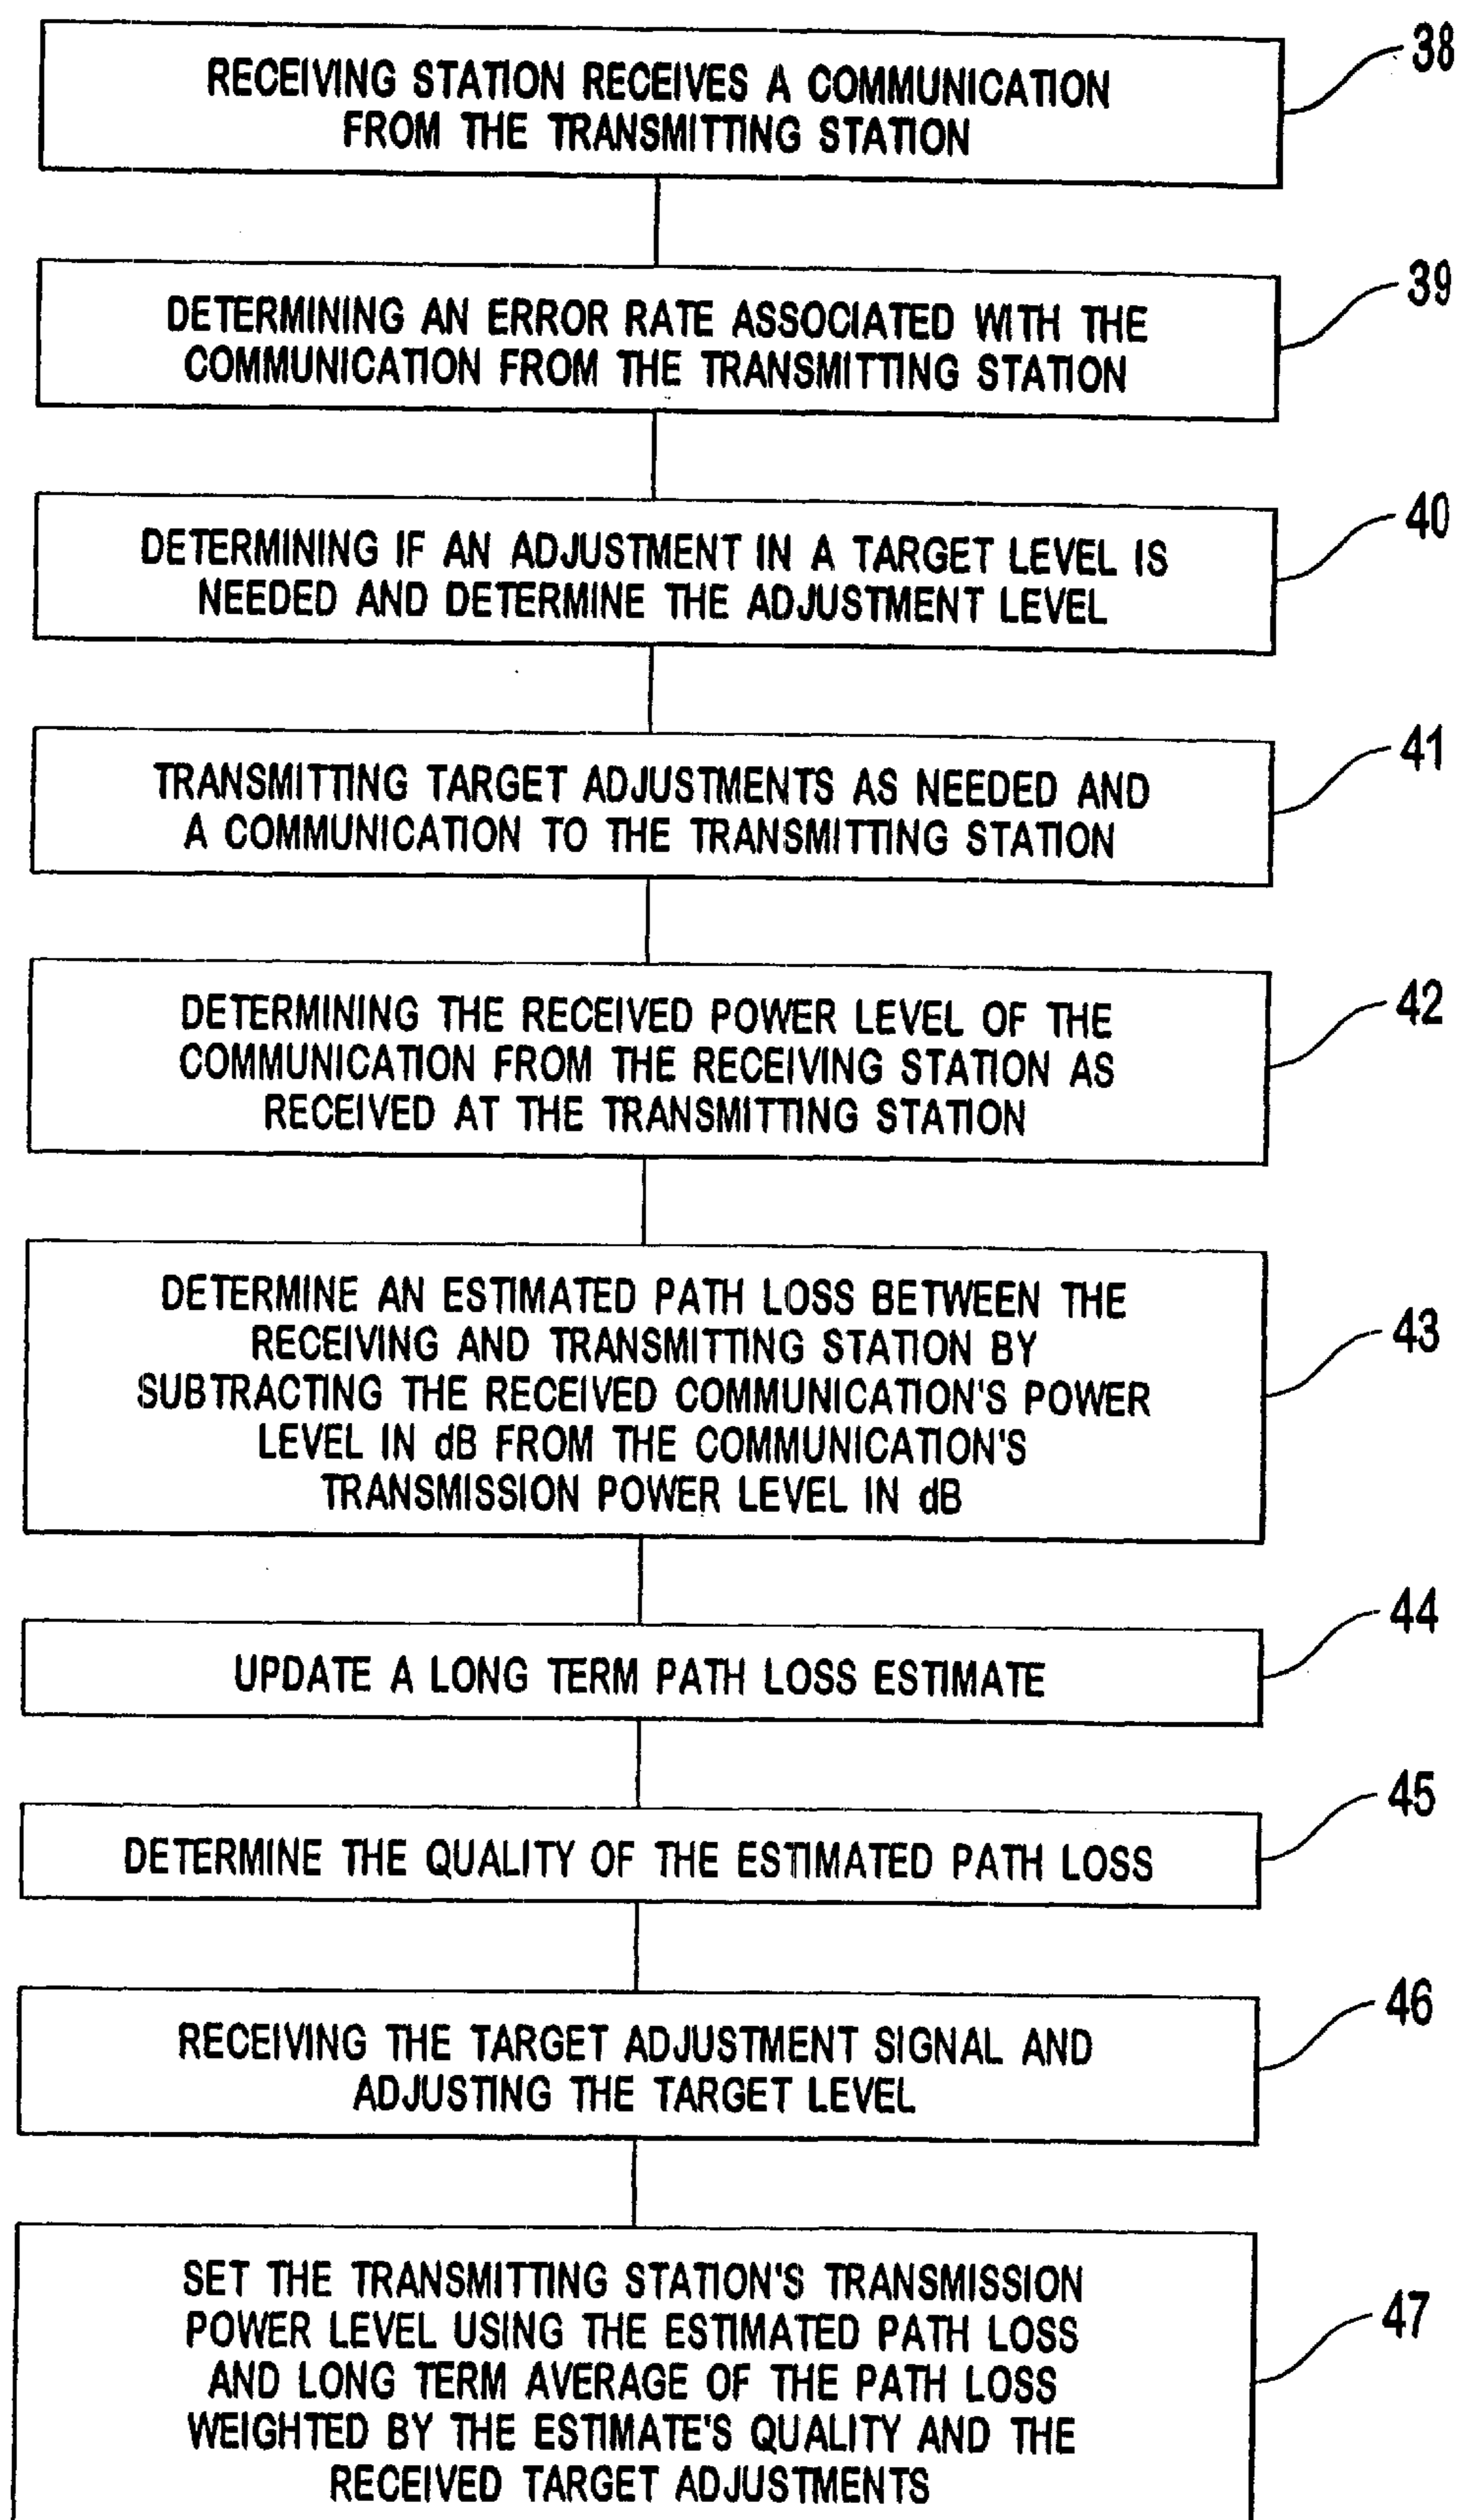 38
RECEIVING STATION RECEIVES A COMMUNICATION
FROM THE TRANSMITTING STATION
39
DETERMINING AN ERROR RATE ASSOCIATED WITH THE
COMMUNICATION FROM THE TRANSMITTING STATION
40
DETERMINING IF AN ADJUSTMENT IN A TARGET LEVEL IS
NEEDED AND DETERMINE THE ADJUSTMENT LEVEL
41
TRANSMITTING TARGET ADJUSTMENTS AS NEEDED AND
A COMMUNICATION TO THE TRANSMITTING STATION
42
DETERMINING THE RECEIVED POWER LEVEL OF THE
COMMUNICATION FROM THE RECEIVING STATION AS
RECEIVED AT THE TRANSMITTING STATION
43
DETERMINE AN ESTIMATED PATH LOSS BETWEEN THE
RECEIVING AND TRANSMITTING STATION BY
SUBTRACTING THE RECEIVED COMMUNICATION'S POWER
LEVEL IN dB FROM THE COMMUNICATION'S
TRANSMISSION POWER LEVEL IN dB
44
UPDATE A LONG TERM PATH LOSS ESTIMATE
45
DETERMINE THE QUALITY OF THE ESTIMATED PATH LOSS
46
RECEIVING THE TARGET ADJUSTMENT SIGNAL AND
ADJUSTING THE TARGET LEVEL
47
SET THE TRANSMITTING STATION'S TRANSMISSION
POWER LEVEL USING THE ESTIMATED PATH LOSS
AND LONG TERM AVERAGE OF THE PATH LOSS
WEIGHTED BY THE ESTIMATE'S QUALITY AND THE
RECEIVED TARGET ADJUSTMENTS